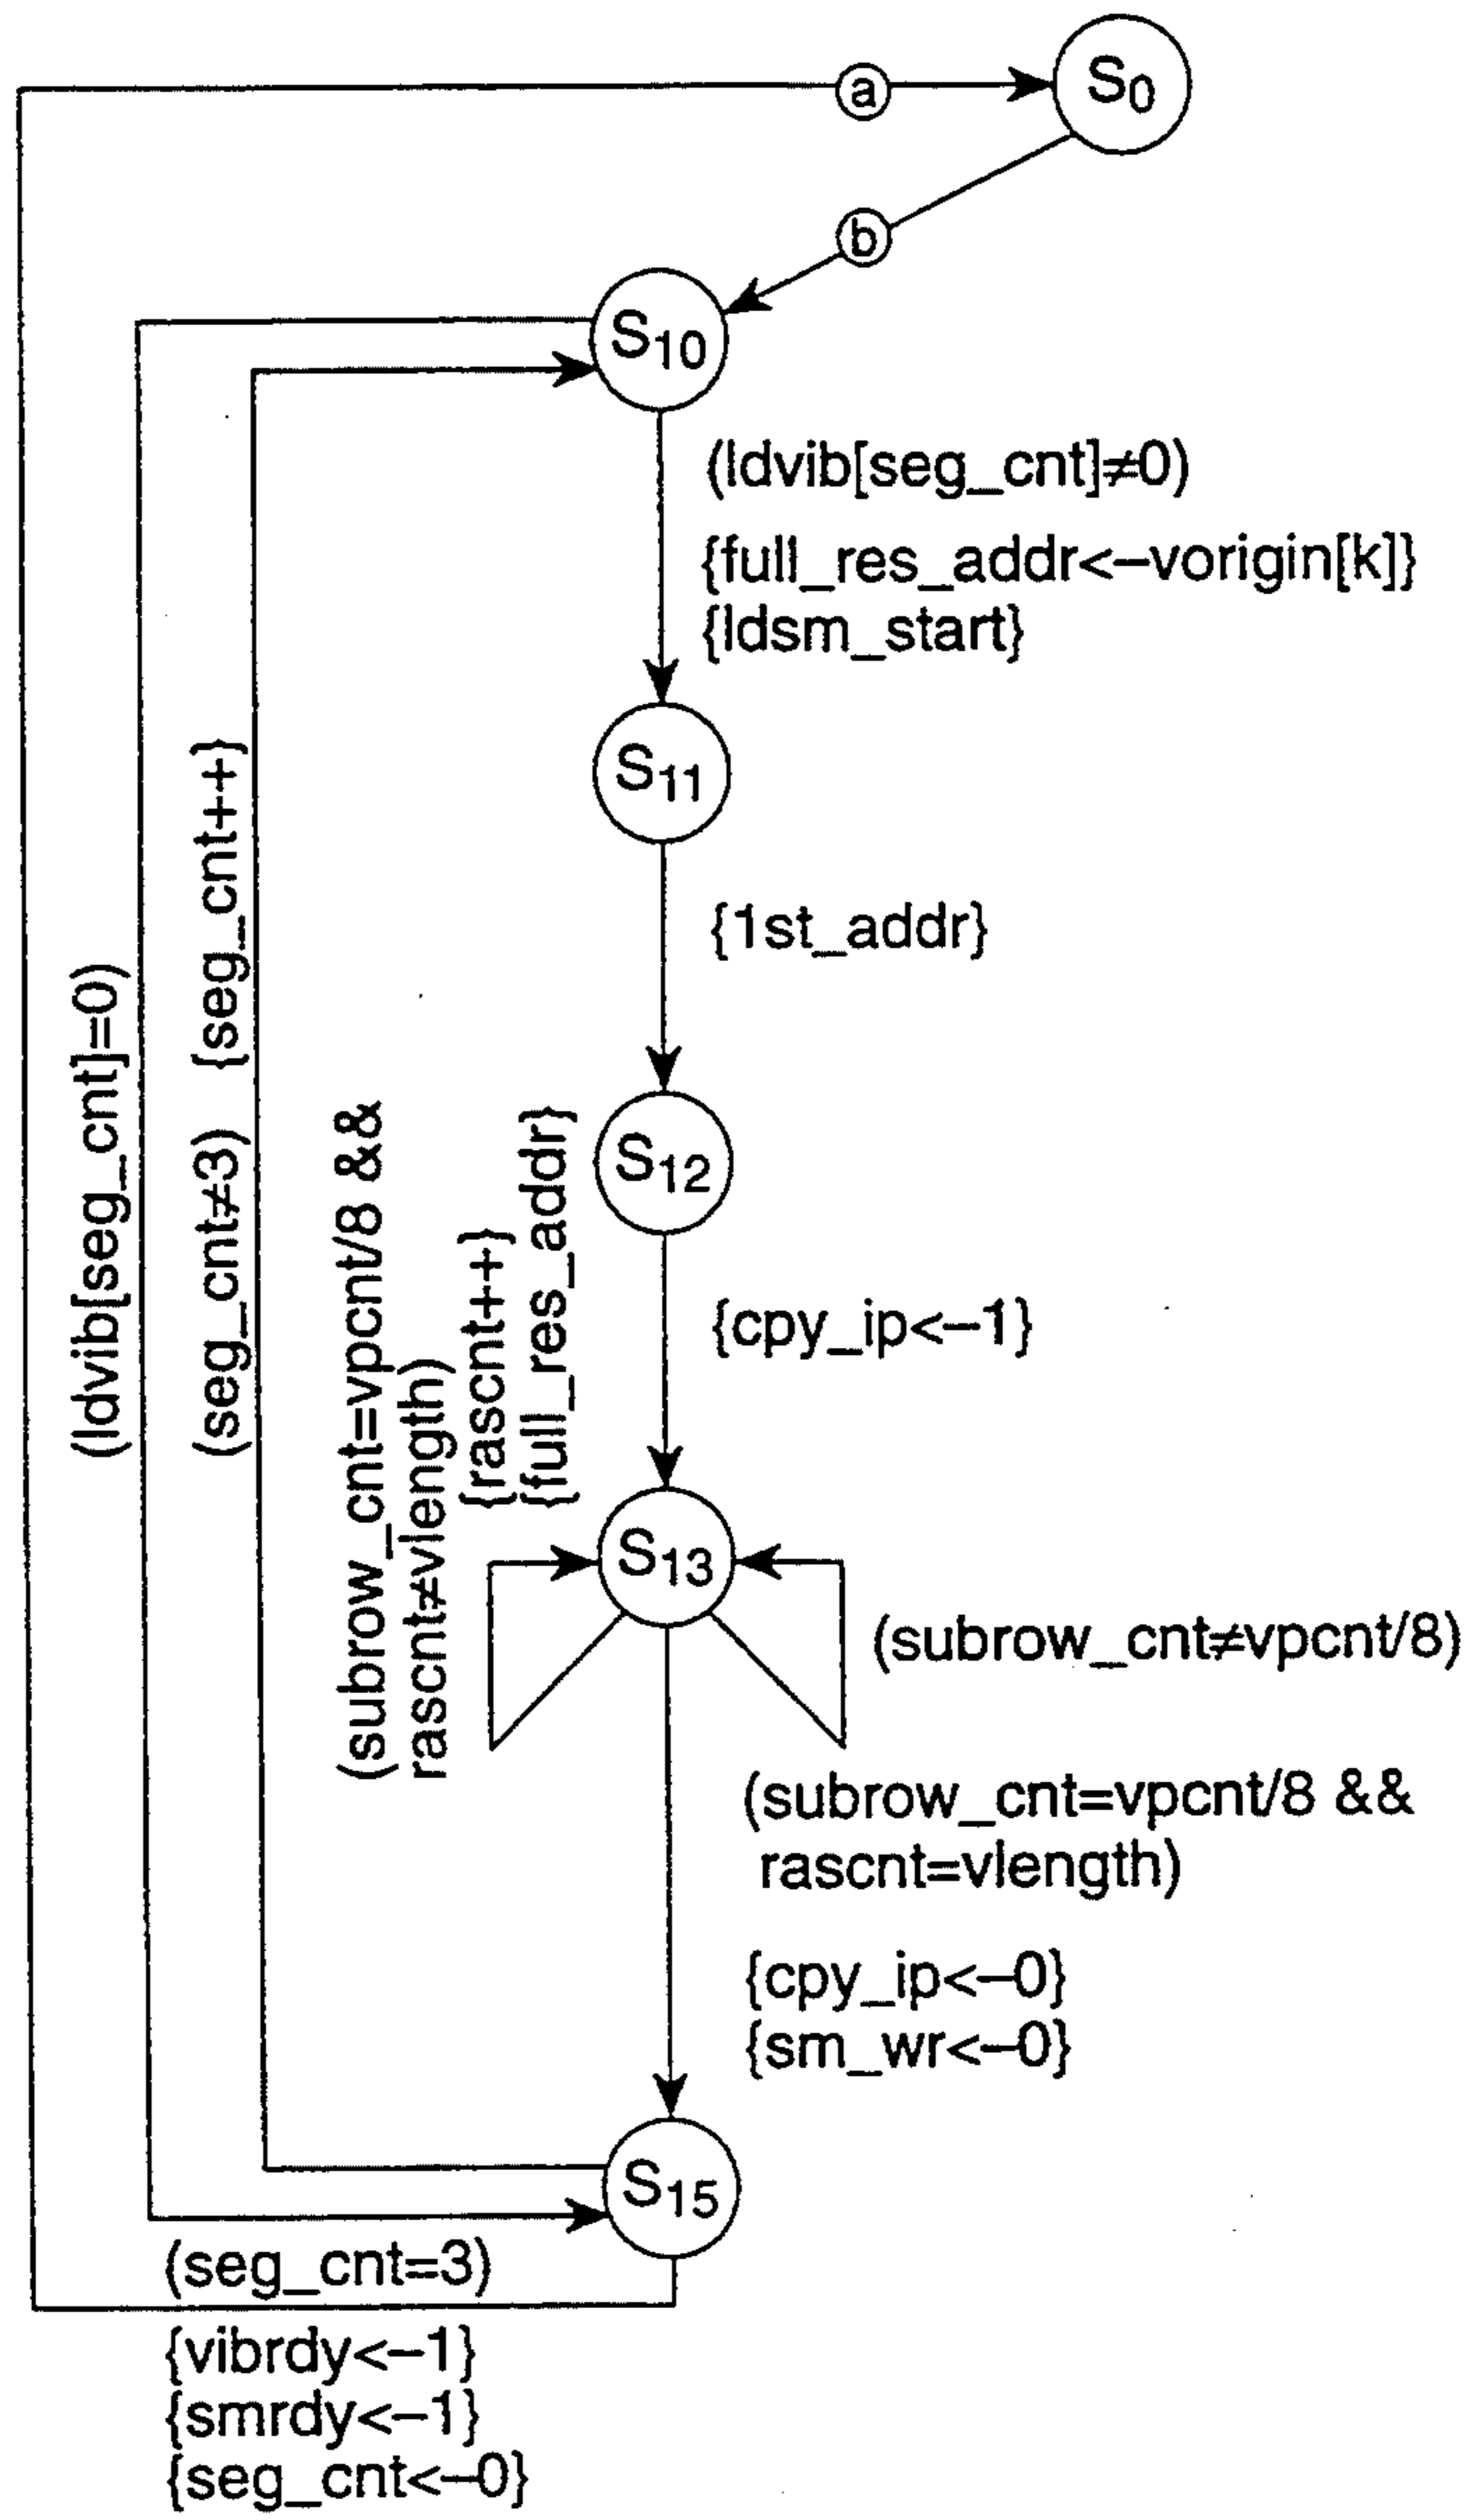 a
S0
b
S10
(ldvib[seg_cnt]≠0)
{full_res_addr<–vorigin[k]}
{ldsm_start}
S11
{1st_addr}
S12
{cpy_ip<–1}
(ldvib[seg_cnt]=0)
(seg_cnt≠3) {seg_cnt++}
(subrow_cnt=vpcnt/8 &&
rascnt≠vlength)
{rascnt++}
{full_res_addr}
S13
(subrow_cnt≠vpcnt/8)
(subrow_cnt=vpcnt/8 &&
rascnt=vlength)
{cpy_ip<–0}
{sm_wr<–0}
S15
(seg_cnt=3)
{vibrdy<–1}
{smrdy<–1}
{seg_cnt<–0}